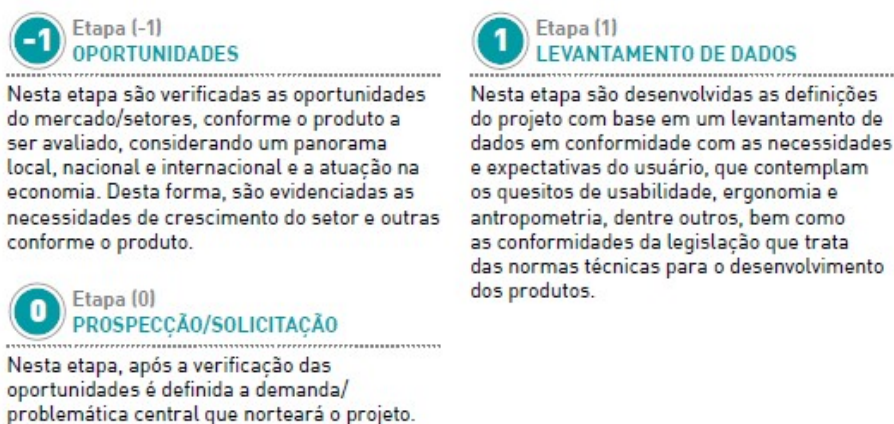 -1
Etapa (-1)
OPORTUNIDADES
Nesta etapa são verificadas as oportunidades
do mercado/setores, conforme o produto a
ser avaliado, considerando um panorama
local, nacional e internacional e a atuação na
economia. Desta forma, são evidenciadas as
necessidades de crescimento do setor e outras
conforme o produto.
0
Etapa (0)
PROSPECÇÃO/SOLICITAÇÃO
Nesta etapa, após a verificação das
oportunidades é definida a demanda/
problemática central que norteará o projeto.
1
Etapa (1)
LEVANTAMENTO DE DADOS
Nesta etapa são desenvolvidas as definições
do projeto com base em um levantamento de
dados em conformidade com as necessidades
e expectativas do usuário, que contemplam
os quesitos de usabilidade, ergonomia e
antropometria, dentre outros, bem como
as conformidades da legislação que trata
das normas técnicas para o desenvolvimento
dos produtos.